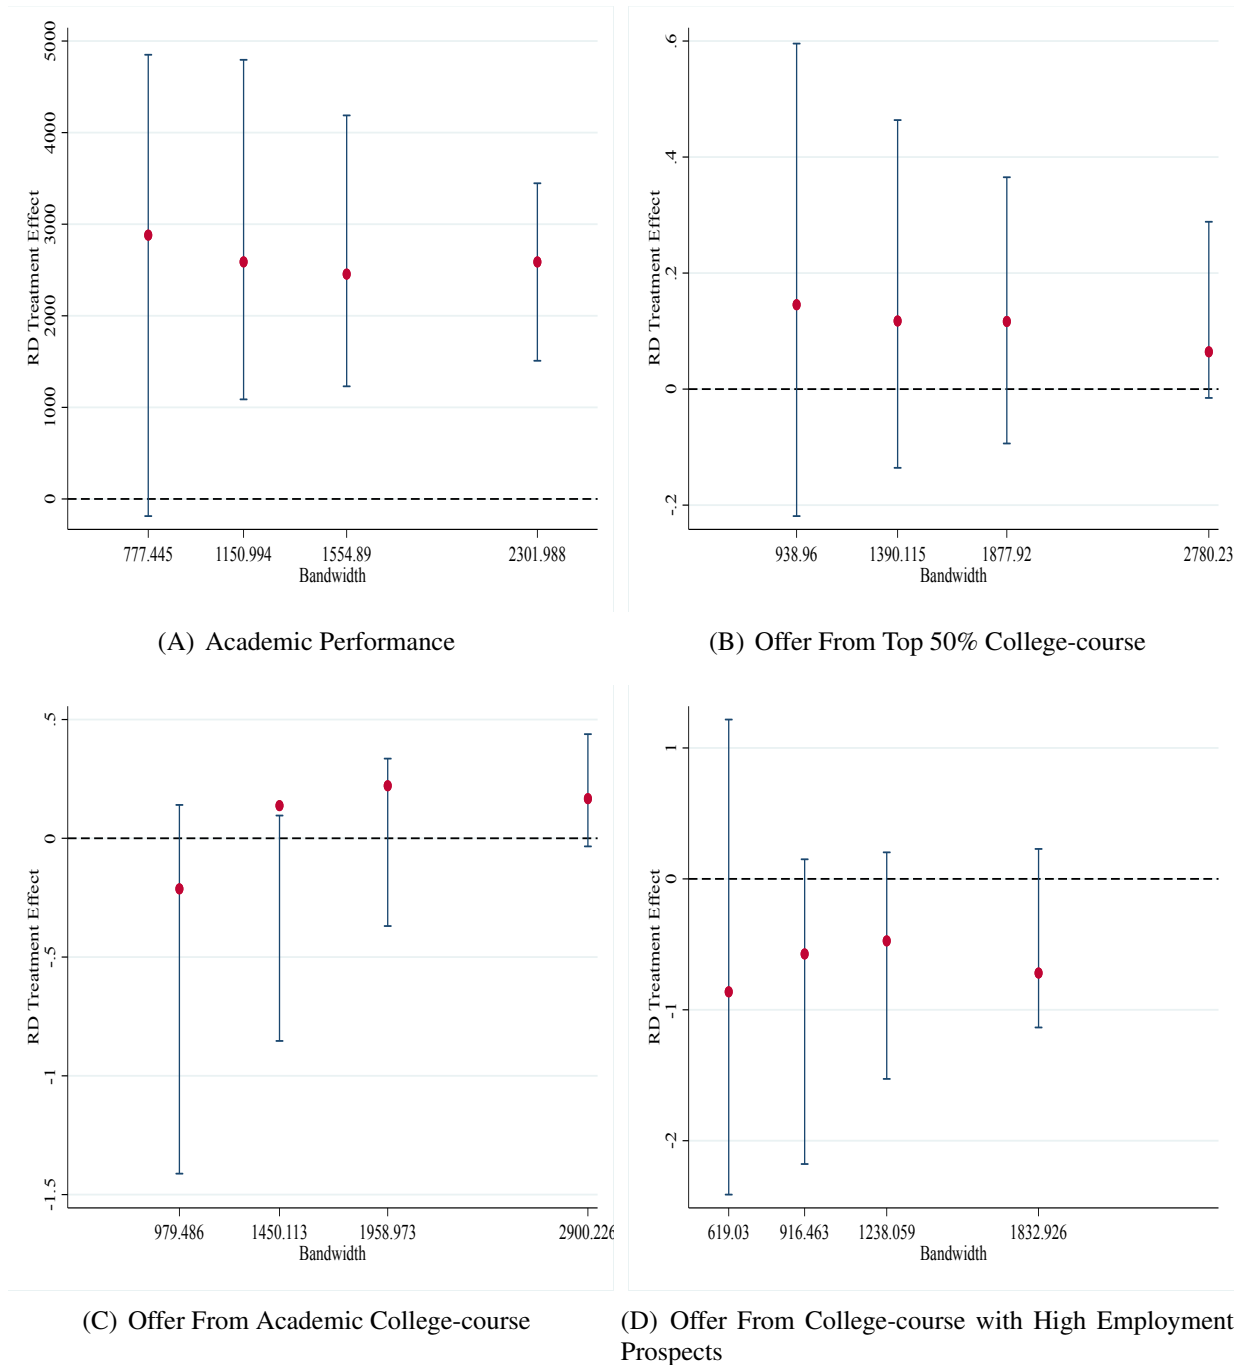 RD Treatment Effect
5000
4000
3000
2000
1000
0
777.445 1150.994 1554.89 2301.988
Bandwidth
(A) Academic Performance
RD Treatment Effect
.6
.4
.2
0
-.2
938.96 1390.115 1877.92 2780.23
Bandwidth
(B) Offer From Top 50% College-course
RD Treatment Effect
.5
0
-.5
-1
-1.5
979.486 1450.113 1958.973 2900.226
Bandwidth
(C) Offer From Academic College-course
RD Treatment Effect
1
0
-1
-2
619.03 916.463 1238.059 1832.926
Bandwidth
(D) Offer From College-course with High Employment
Prospects